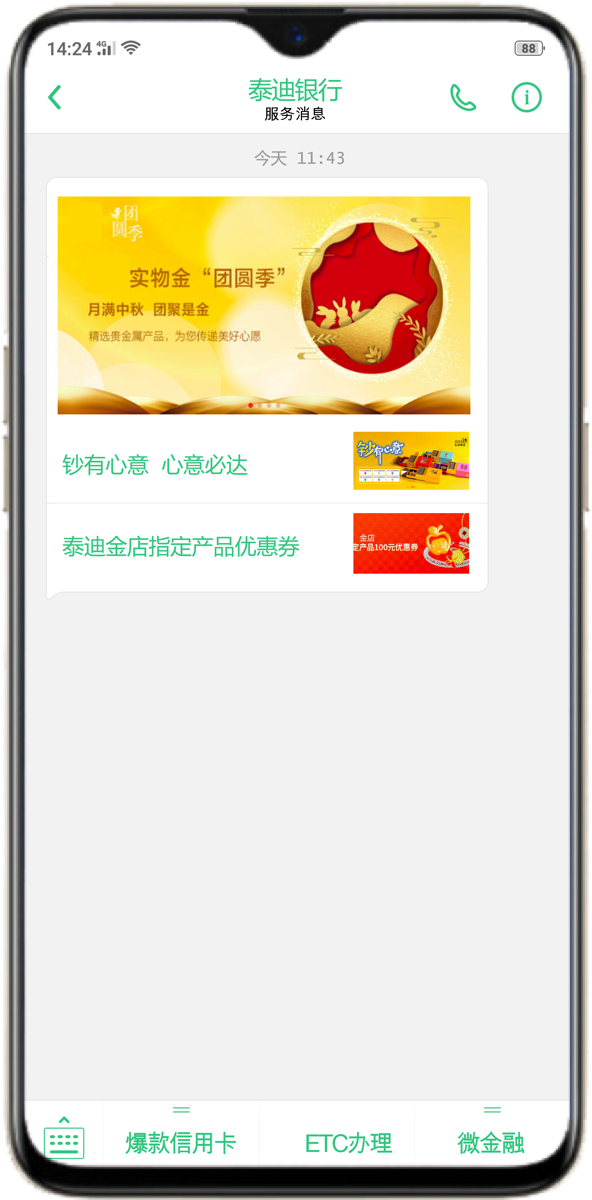 14:24
4G
88
泰迪银行
服务消息
今天 11:43
团
圆季
实物金“团圆季”
月满中秋 团聚是金
精选贵金属产品，为您传递美好心愿
钞有心意 心意必达
钞有心意
泰迪金店指定产品优惠券
金店
定产品100元优惠券
爆款信用卡
ETC办理
微金融